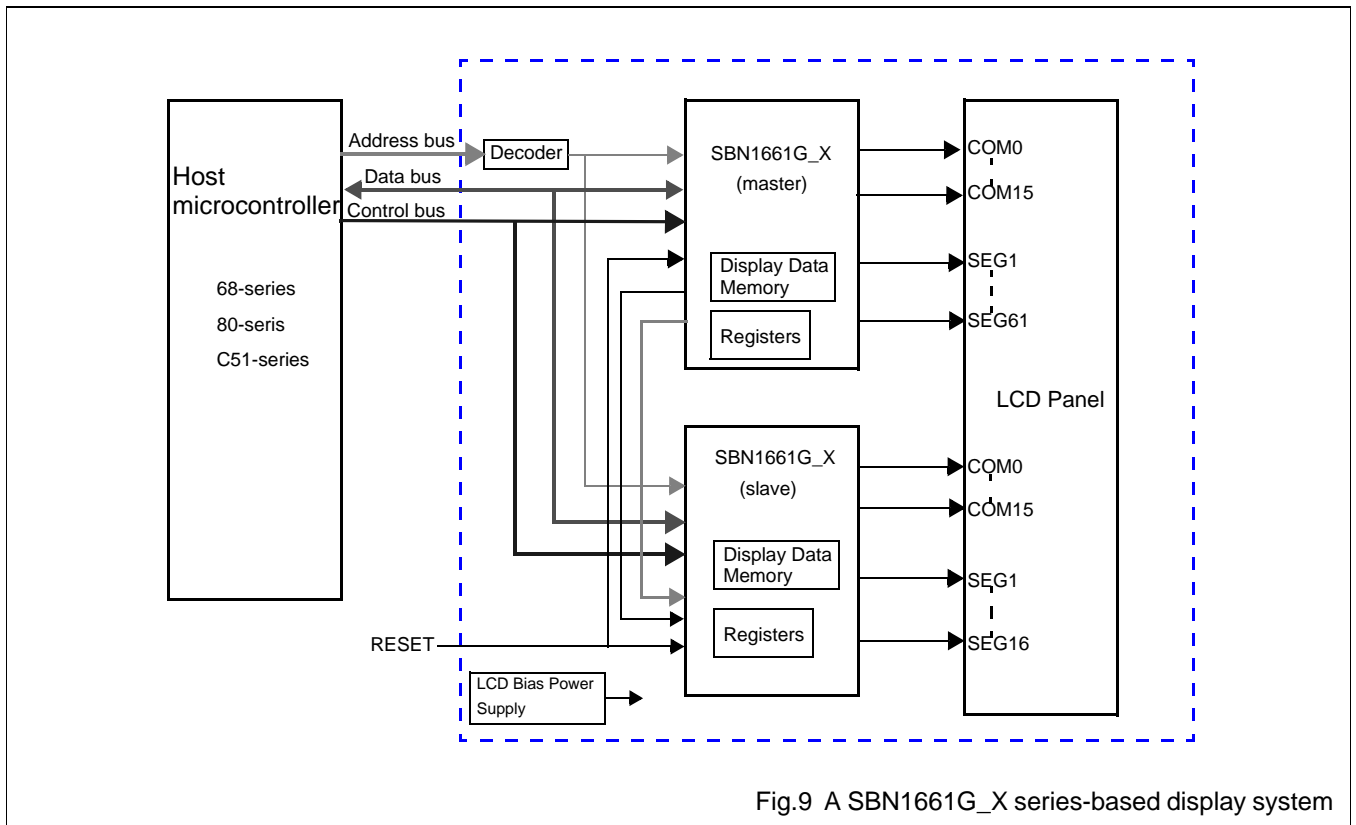 Host
microcontroller
68-series
80-seris
C51-series
Address bus
Data bus
Control bus
Decoder
SBN1661G_X
(master)
Display Data
Memory
Registers
COM0
COM15
SEG1
SEG61
LCD Panel
SBN1661G_X
(slave)
Display Data
Memory
Registers
COM0
COM15
SEG1
SEG16
RESET
LCD Bias Power
Supply
Fig.9 A SBN1661G_X series-based display system